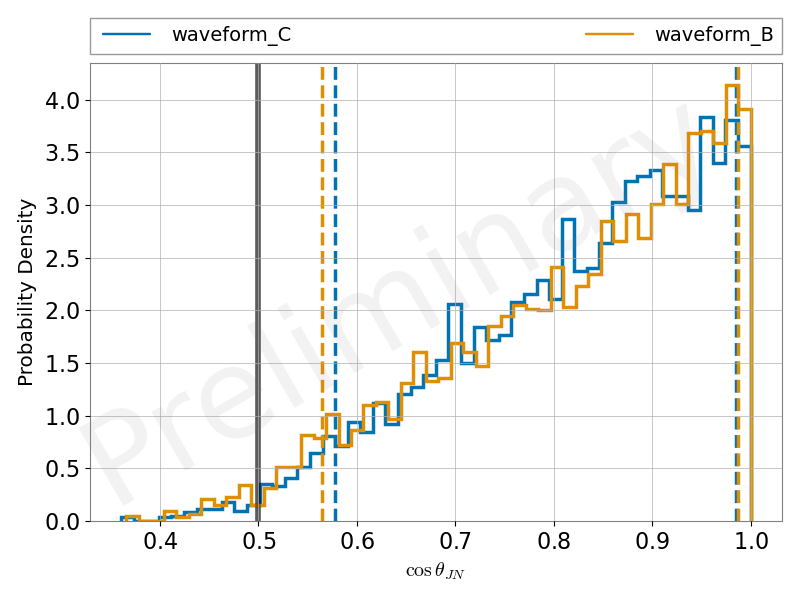 waveform_C waveform_B
Preliminary
Probability Density
4.0
3.5
3.0
2.5
2.0
1.5
1.0
0.5
0.0
0.4 0.5 0.6 0.7 0.8 0.9 1.0
cos θ_JN